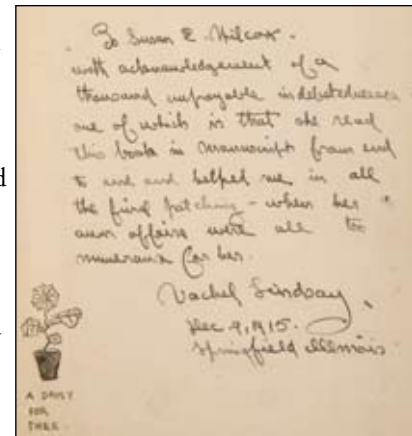 To Susan E. Wilcox.
with acknowledgement of a
thousand unpayable indebtednesses
one of which is that she read
this book in manuscript from end
to end and helped me in all
the final patching - when her
own affairs were all too
numerous for her.
Vachel Lindsay.
Dec 9, 1915.
Springfield Illinois
A DAISY
FOR
THEE